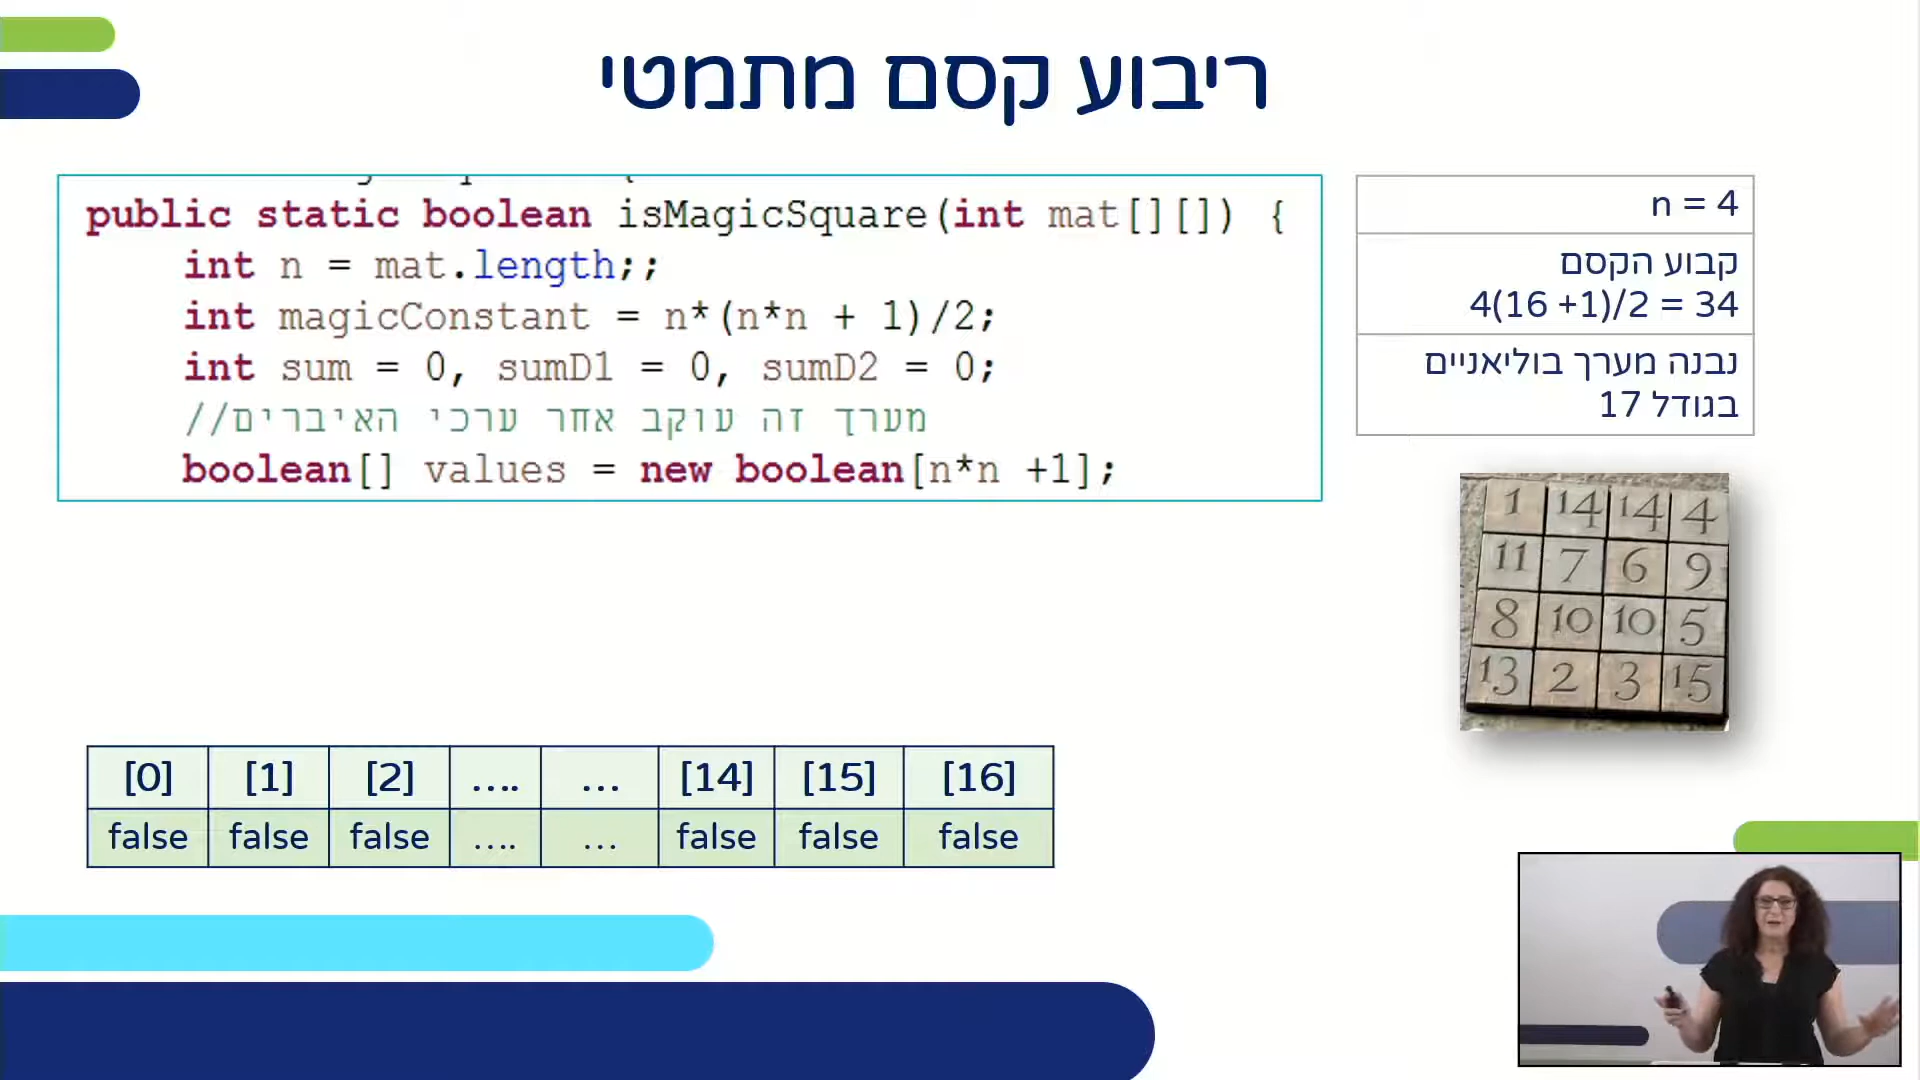 ריבוע קסם מתמטי
public static boolean isMagicSquare(int mat[][]) {
int n = mat.length;;
int magicConstant = n*(n*n + 1)/2;
int sum = 0, sumD1 = 0, sumD2 = 0;
//מערך זה עוקב אחר ערכי האיברים
boolean[] values = new boolean[n*n +1];
n = 4
קבוע הקסם
4(16 +1)/2 = 34
נבנה מערך בוליאניים
בגודל 17
1 14 14 4
11 7 6 9
8 10 10 5
13 2 3 15
[0] [1] [2] .... ... [14] [15] [16]
false false false .... ... false false false